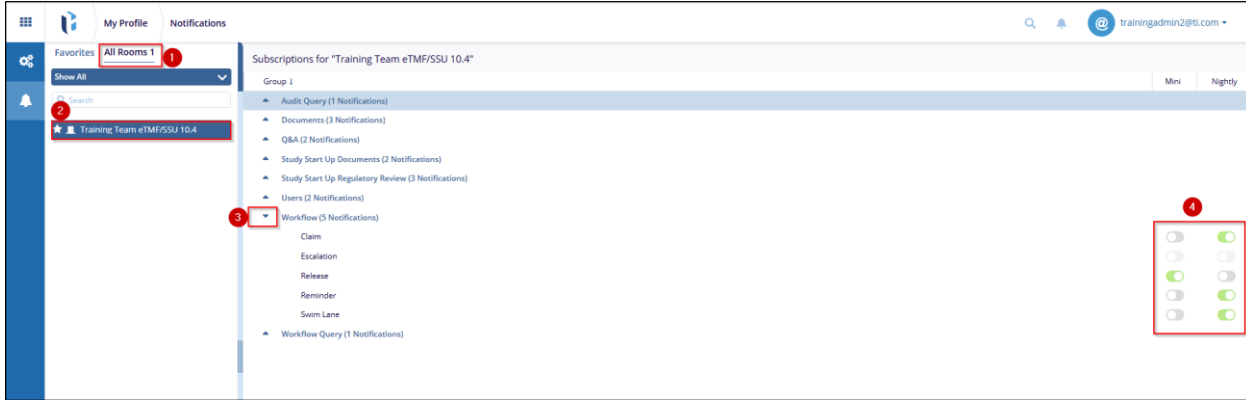 My Profile Notifications
@ trainingadmin2@ti.com
Favorites All Rooms 1
1
Show All
Search
2
Training Team eTMF/SSU 10.4
Subscriptions for "Training Team eTMF/SSU 10.4"
Group ↓ Mini Nightly
Audit Query (1 Notifications)
Documents (3 Notifications)
Q&A (2 Notifications)
Study Start Up Documents (2 Notifications)
Study Start Up Regulatory Review (3 Notifications)
Users (2 Notifications)
3 Workflow (5 Notifications)
4
Claim
Escalation
Release
Reminder
Swim Lane
Workflow Query (1 Notifications)